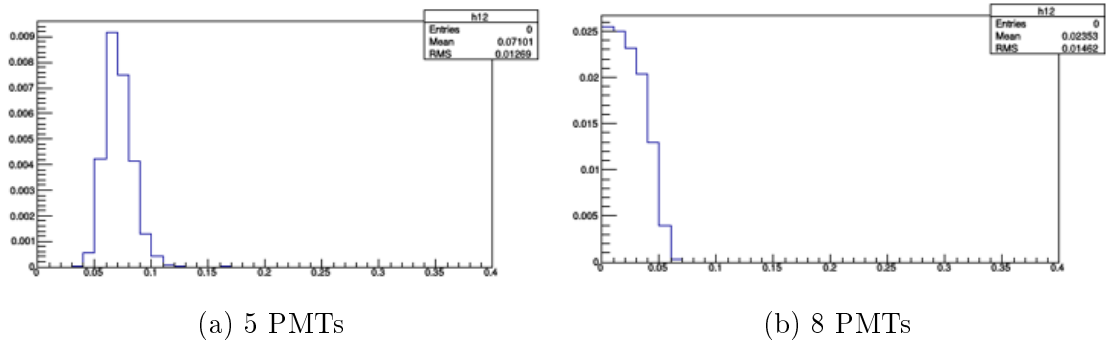 h12
Entries 0
Mean 0.07101
RMS 0.01269
0.009
0.008
0.007
0.006
0.005
0.004
0.003
0.002
0.001
0
0 0.05 0.1 0.15 0.2 0.25 0.3 0.35 0.4
(a) 5 PMTs
h12
Entries 0
Mean 0.02353
RMS 0.01462
0.025
0.02
0.015
0.01
0.005
0
0 0.05 0.1 0.15 0.2 0.25 0.3 0.35 0.4
(b) 8 PMTs